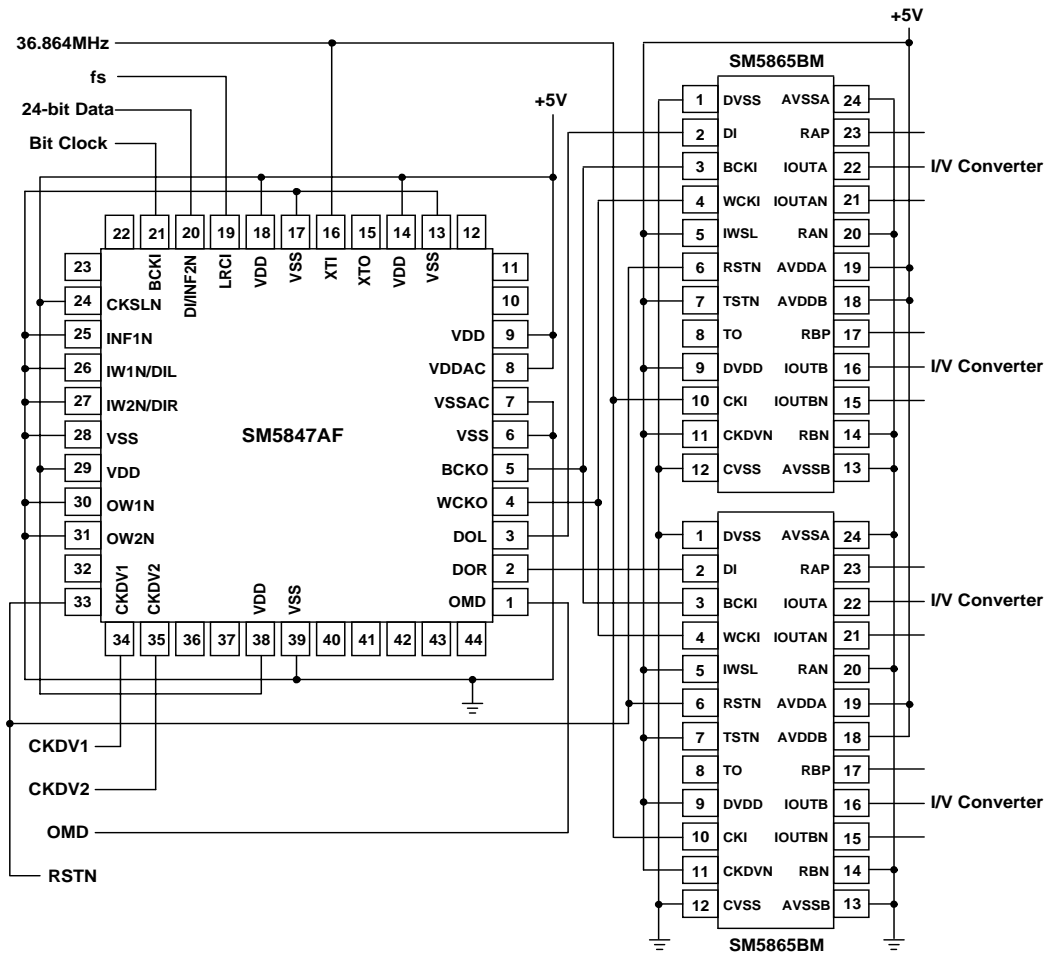 +5V
36.864MHz
fs
24-bit Data
Bit Clock
+5V
22 21 20 19 18 17 16 15 14 13 12
BCKI DI/INF2N LRCI VDD VSS XTI XTO VDD VSS
23
24 CKSLN
25 INF1N
26 IW1N/DIL
27 IW2N/DIR
28 VSS
29 VDD
30 OW1N
31 OW2N
32
33
SM5847AF
11
10
VDD 9
VDDAC 8
VSSAC 7
VSS 6
BCKO 5
WCKO 4
DOL 3
DOR 2
OMD 1
CKDV1 CKDV2 VDD VSS
34 35 36 37 38 39 40 41 42 43 44
CKDV1
CKDV2
OMD
RSTN
SM5865BM
1 DVSS AVSSA 24
2 DI RAP 23
3 BCKI IOUTA 22 I/V Converter
4 WCKI IOUTAN 21
5 IWSL RAN 20
6 RSTN AVDDA 19
7 TSTN AVDDB 18
8 TO RBP 17
9 DVDD IOUTB 16 I/V Converter
10 CKI IOUTBN 15
11 CKDVN RBN 14
12 CVSS AVSSB 13
1 DVSS AVSSA 24
2 DI RAP 23
3 BCKI IOUTA 22 I/V Converter
4 WCKI IOUTAN 21
5 IWSL RAN 20
6 RSTN AVDDA 19
7 TSTN AVDDB 18
8 TO RBP 17
9 DVDD IOUTB 16 I/V Converter
10 CKI IOUTBN 15
11 CKDVN RBN 14
12 CVSS AVSSB 13
SM5865BM